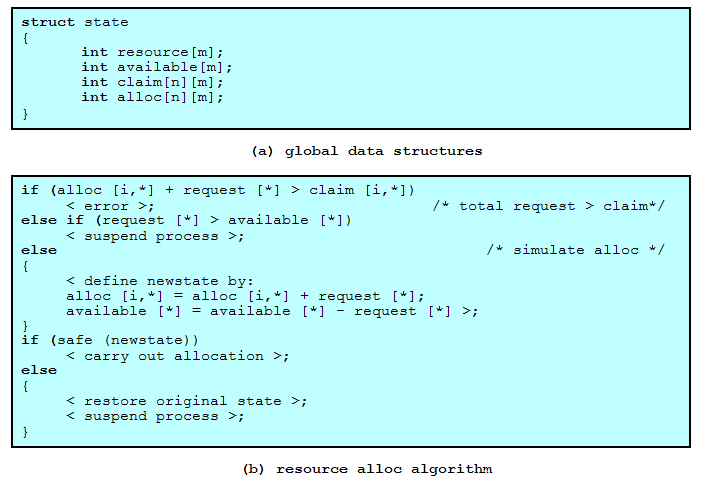 struct state
{
int resource[m];
int available[m];
int claim[n][m];
int alloc[n][m];
}
(a) global data structures
if (alloc [i,*] + request [*] > claim [i,*])
< error >; /* total request > claim*/
else if (request [*] > available [*])
< suspend process >;
else /* simulate alloc */
{
< define newstate by:
alloc [i,*] = alloc [i,*] + request [*];
available [*] = available [*] - request [*] >;
}
if (safe (newstate))
< carry out allocation >;
else
{
< restore original state >;
< suspend process >;
}
(b) resource alloc algorithm